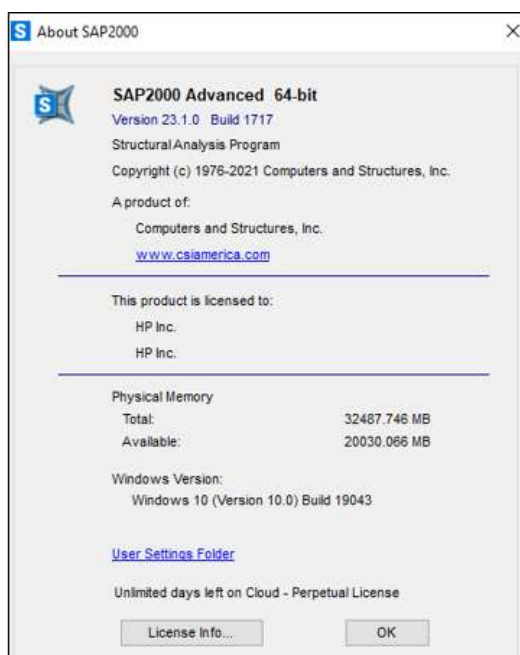 S About SAP2000
S
SAP2000 Advanced 64-bit
Version 23.1.0 Build 1717
Structural Analysis Program
Copyright (c) 1976-2021 Computers and Structures, Inc.
A product of:
Computers and Structures, Inc.
www.csiamerica.com
This product is licensed to:
HP Inc.
HP Inc.
Physical Memory
Total: 32487.746 MB
Available: 20030.066 MB
Windows Version:
Windows 10 (Version 10.0) Build 19043
User Settings Folder
Unlimited days left on Cloud - Perpetual License
License Info... OK